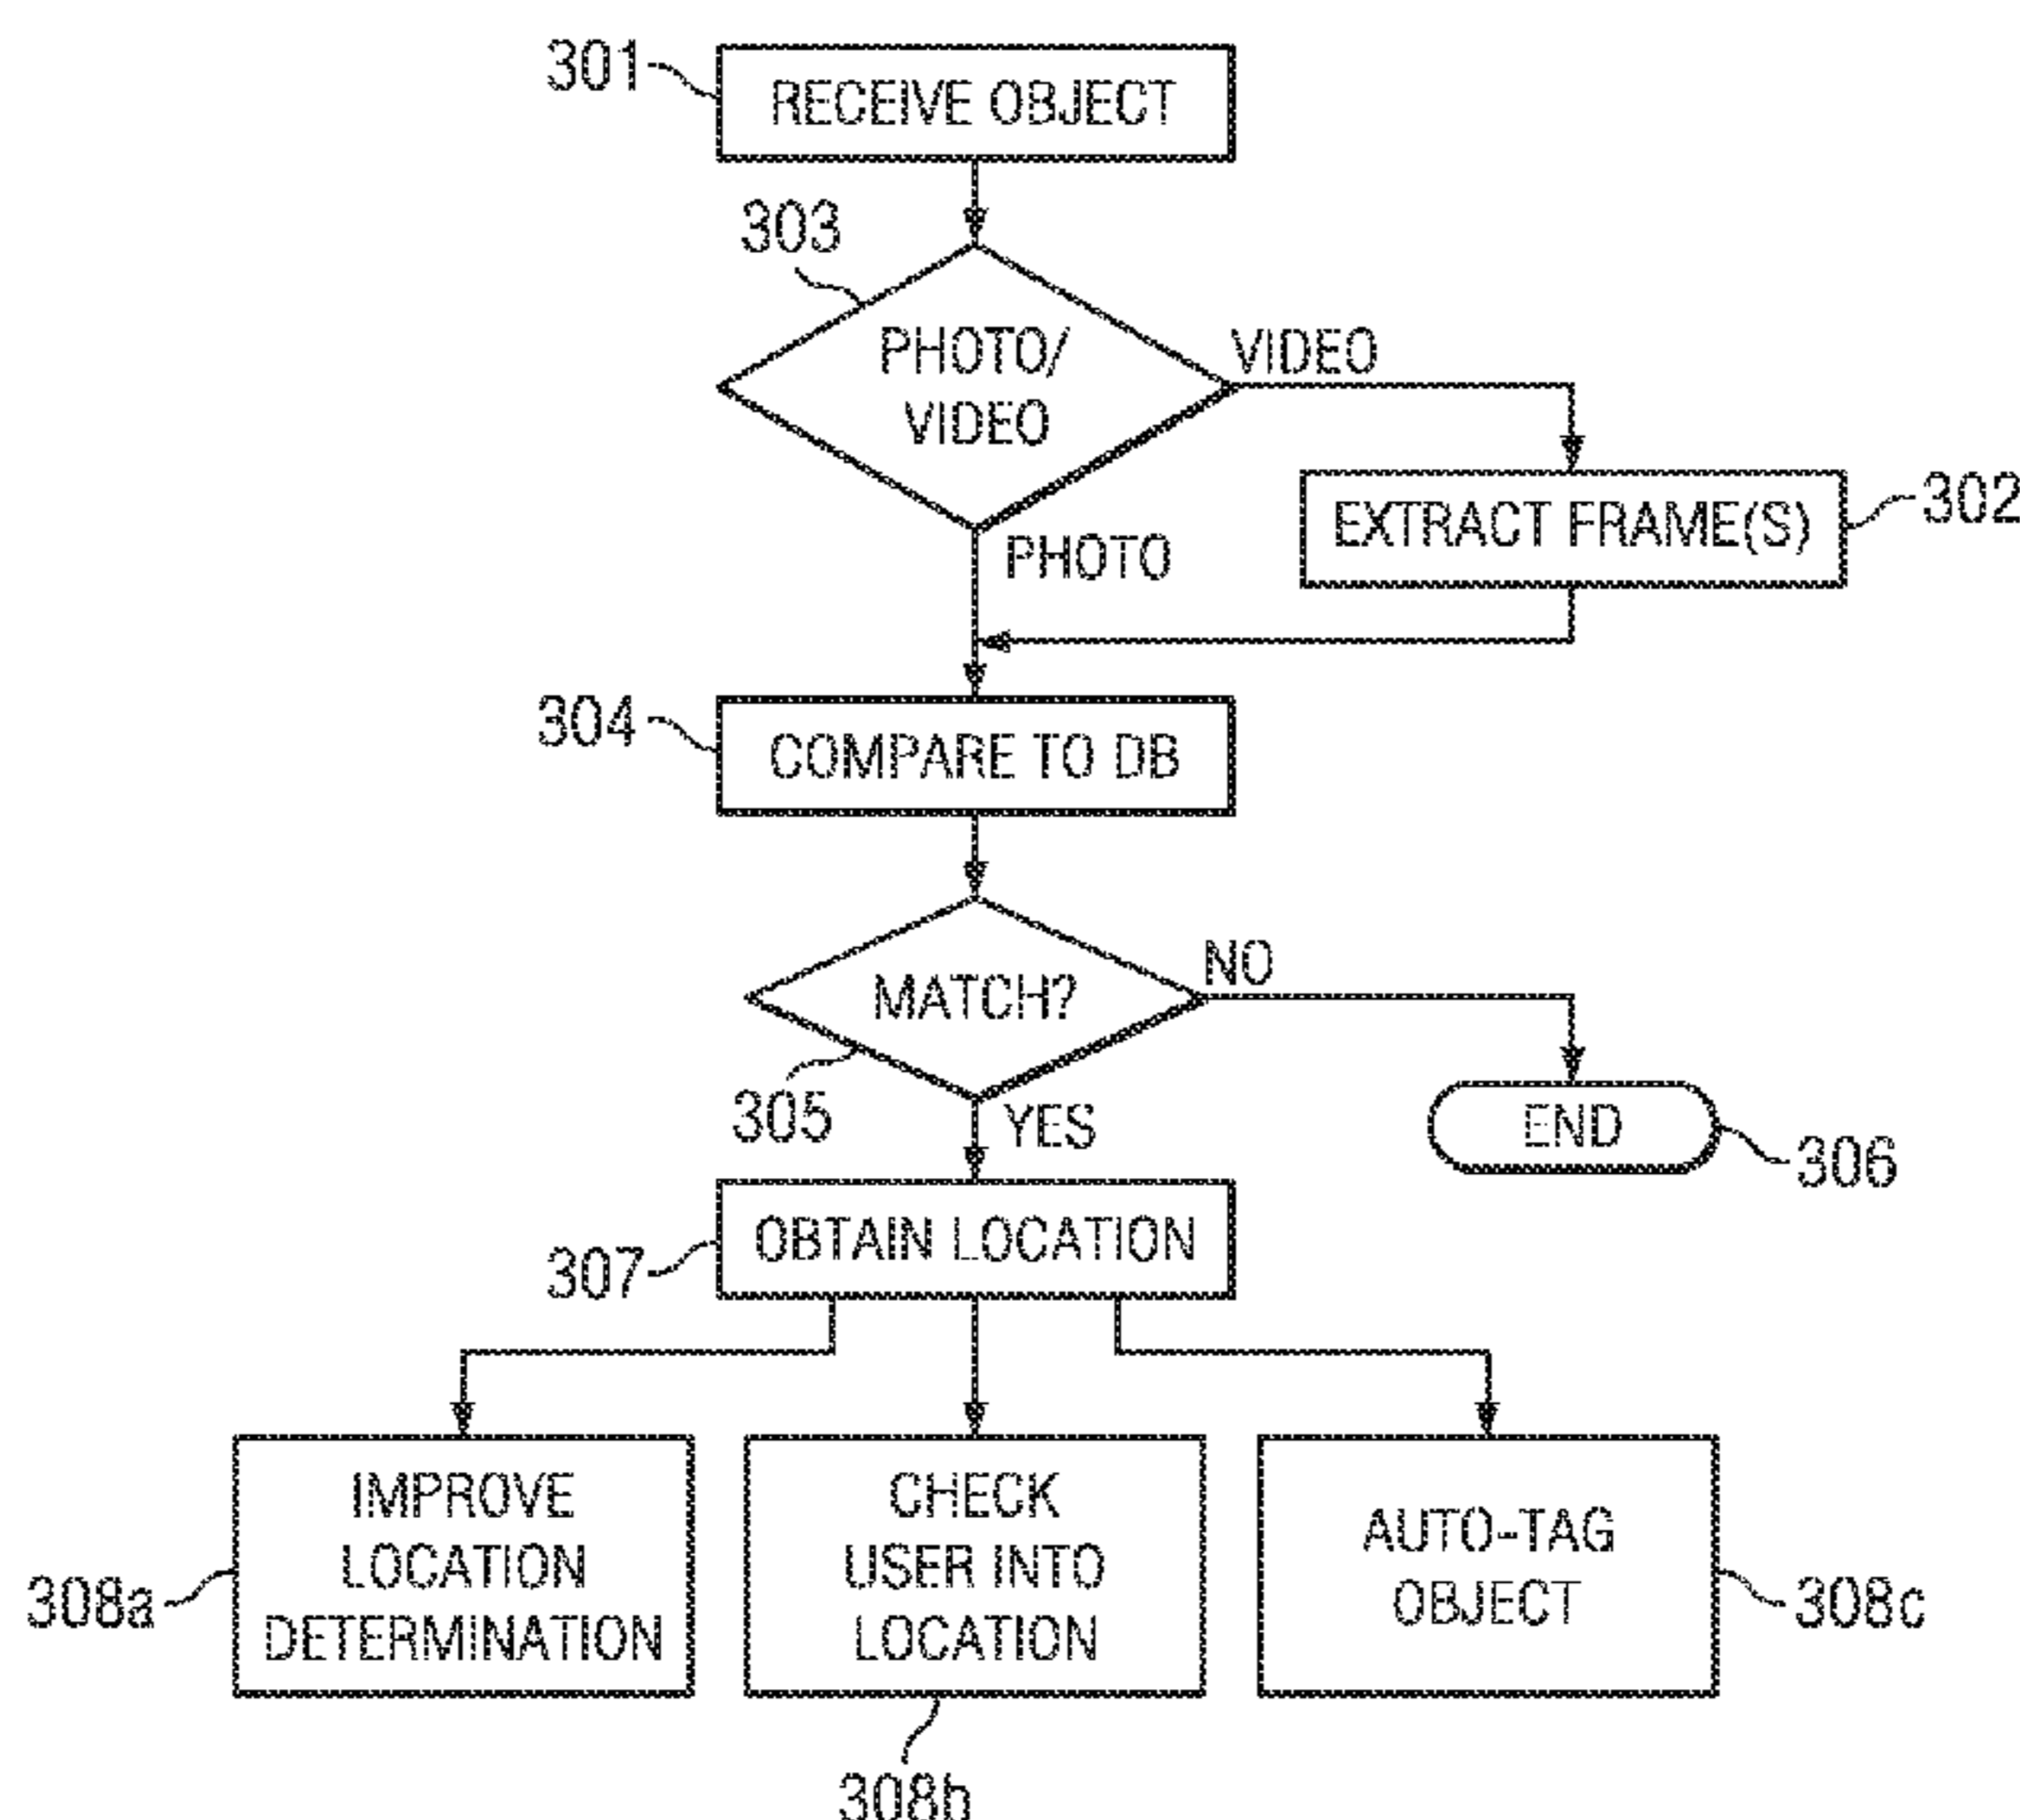 301
RECEIVE OBJECT
303
PHOTO/
VIDEO
VIDEO
EXTRACT FRAME(S)
302
PHOTO
304
COMPARE TO DB
MATCH?
NO
305
YES
END
306
OBTAIN LOCATION
307
IMPROVE
LOCATION
DETERMINATION
308a
CHECK
USER INTO
LOCATION
308b
AUTO-TAG
OBJECT
308c